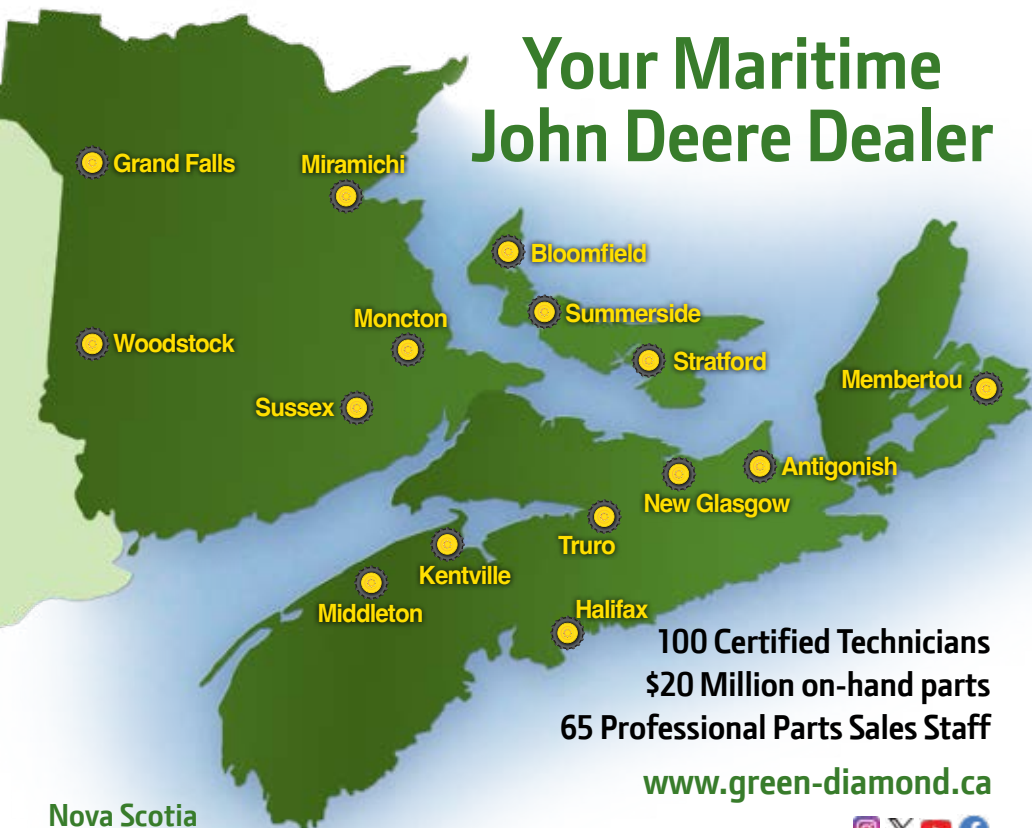 Your Maritime
John Deere Dealer
Grand Falls
Miramichi
Bloomfield
Summerside
Moncton
Woodstock
Stratford
Membertou
Sussex
Antigonish
New Glasgow
Truro
Kentville
Middleton
Halifax
100 Certified Technicians
$20 Million on-hand parts
65 Professional Parts Sales Staff
www.green-diamond.ca
Nova Scotia